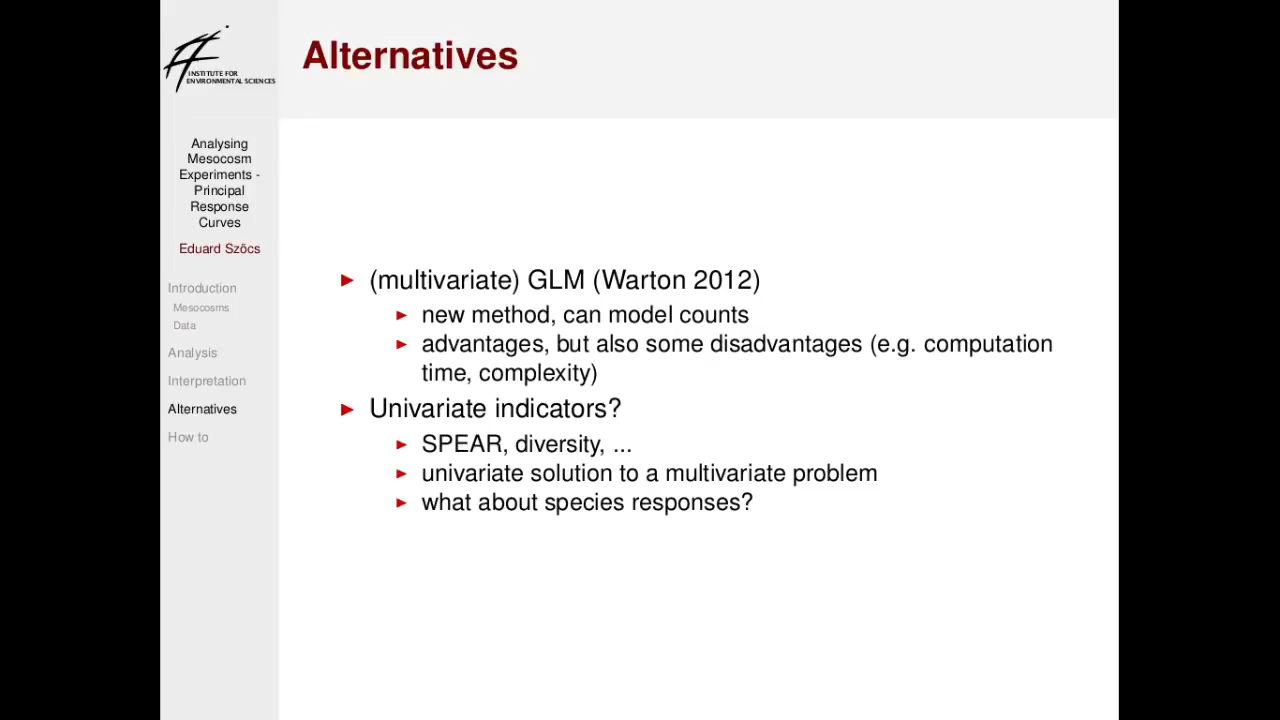 INSTITUTE FOR
ENVIRONMENTAL SCIENCES
Alternatives
Analysing
Mesocosm
Experiments -
Principal
Response
Curves
Eduard Szöcs
Introduction
Mesocosms
Data
Analysis
Interpretation
Alternatives
How to
(multivariate) GLM (Warton 2012)
new method, can model counts
advantages, but also some disadvantages (e.g. computation
time, complexity)
Univariate indicators?
SPEAR, diversity, ...
univariate solution to a multivariate problem
what about species responses?